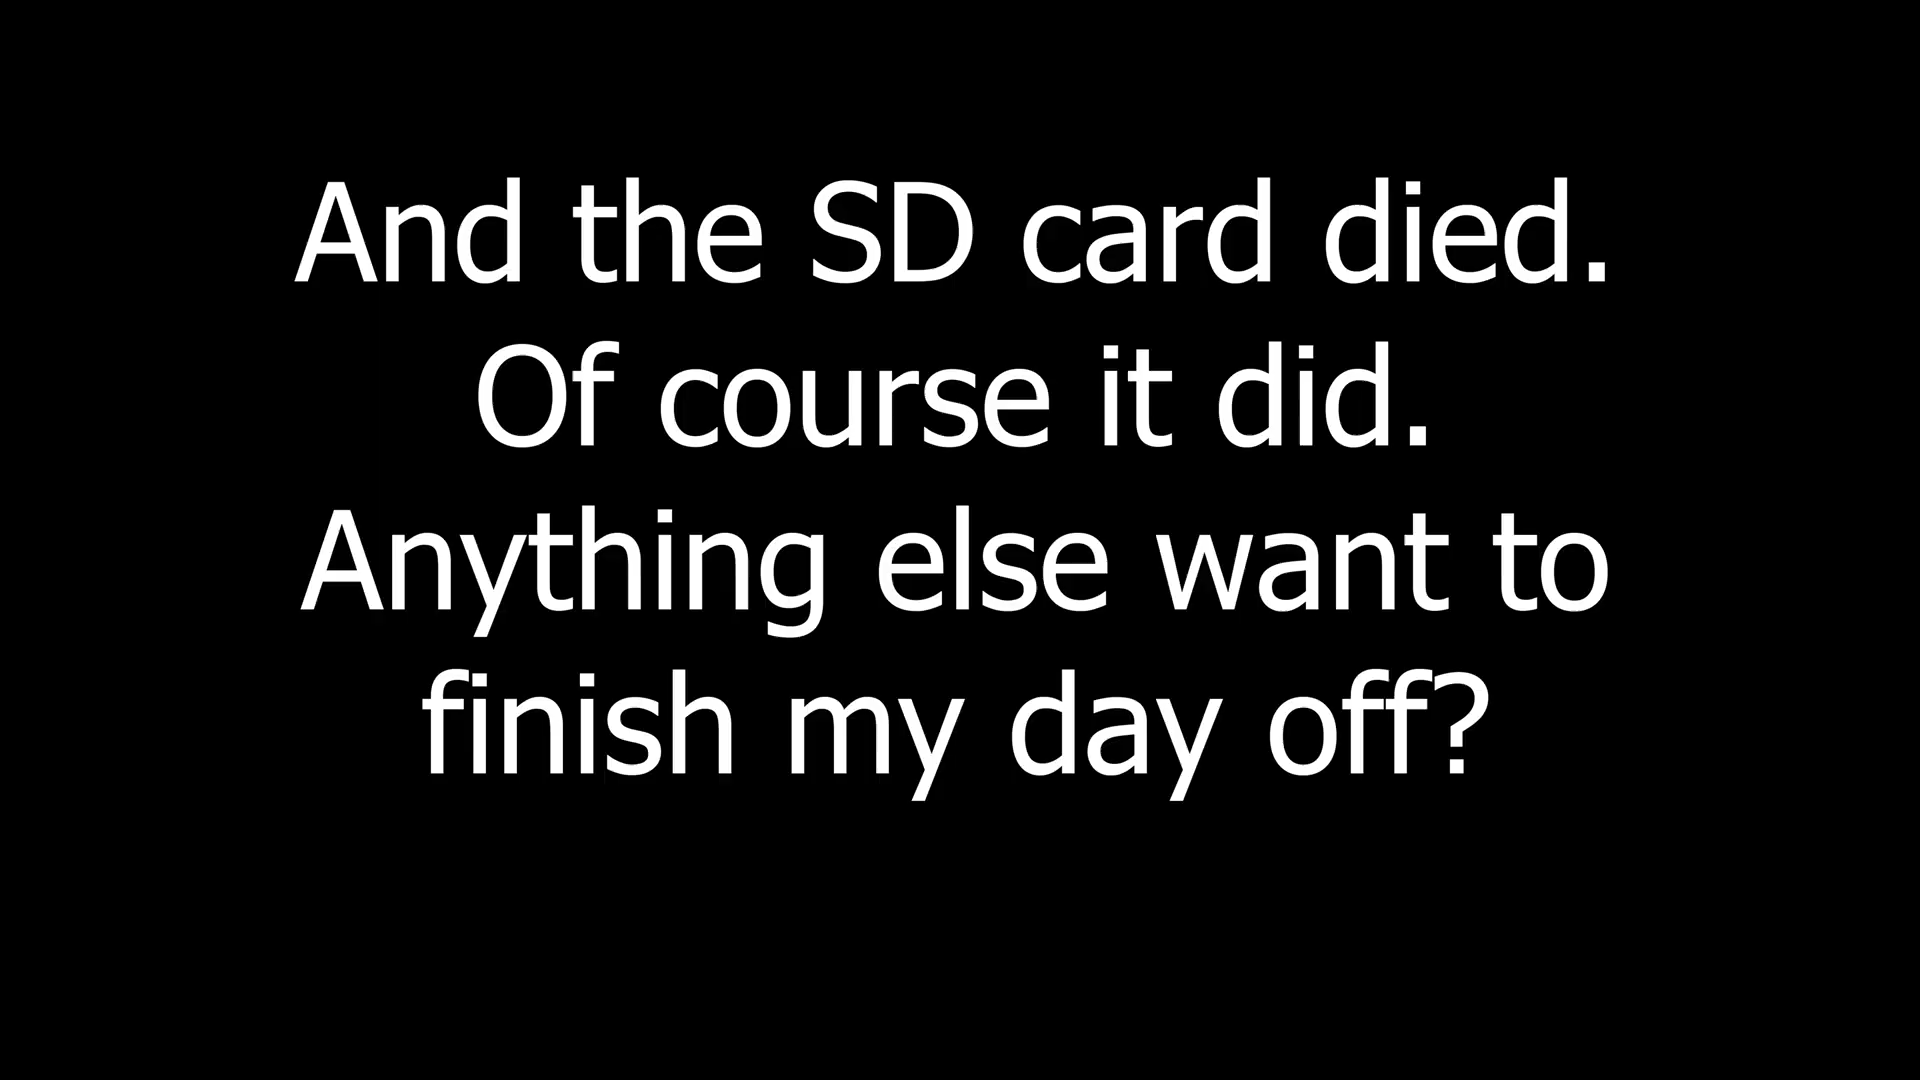 And the SD card died.
Of course it did.
Anything else want to
finish my day off?